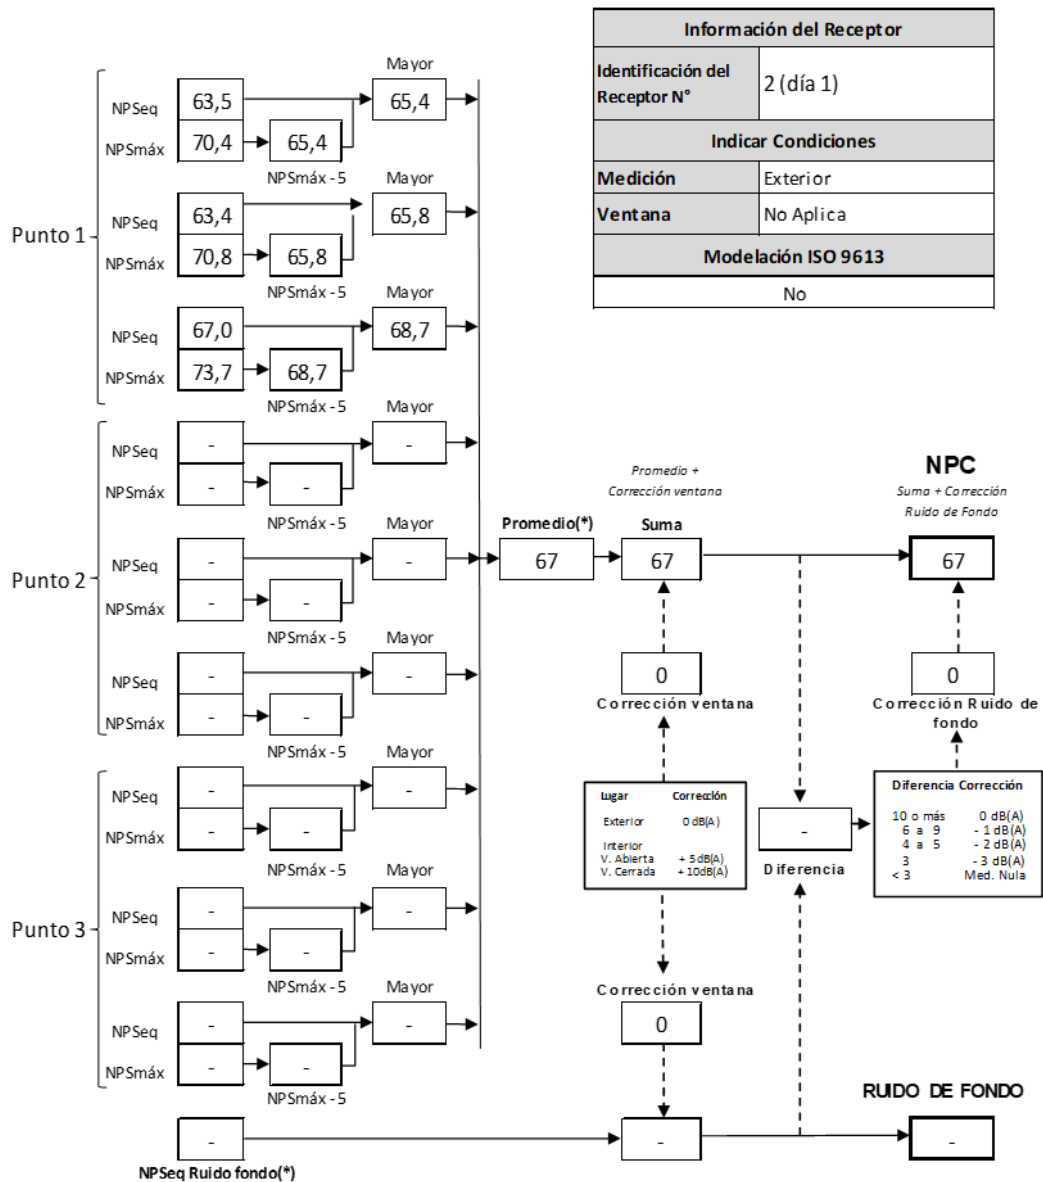 Información del Receptor
Identificación del Receptor N° 2 (día 1)
Indicar Condiciones
Medición Exterior
Ventana No Aplica
Modelación ISO 9613
No
Punto 1
Mayor
NPSeq 63,5 65,4
NPSmáx 70,4 65,4
NPSmáx - 5
Mayor
NPSeq 63,4 65,8
NPSmáx 70,8 65,8
NPSmáx - 5
Mayor
NPSeq 67,0 68,7
NPSmáx 73,7 68,7
NPSmáx - 5
Punto 2
Mayor
NPSeq - -
NPSmáx - -
NPSmáx - 5
Mayor
NPSeq - -
NPSmáx - -
NPSmáx - 5
Mayor
NPSeq - -
NPSmáx - -
NPSmáx - 5
Punto 3
Mayor
NPSeq - -
NPSmáx - -
NPSmáx - 5
Mayor
NPSeq - -
NPSmáx - -
NPSmáx - 5
Mayor
NPSeq - -
NPSmáx - -
NPSmáx - 5
-
NPSeq Ruido fondo(*)
Promedio(*)
67
Promedio +
Corrección ventana
Suma
67
0
Corrección ventana
Lugar Corrección
Exterior 0 dB(A)
Interior
V. Abierta + 5dB(A)
V. Cerrada + 10dB(A)
Corrección ventana
0
-
-
Diferencia
NPC
Suma + Corrección
Ruido de Fondo
67
0
Corrección Ruido de
fondo
Diferencia Corrección
10 o más 0 dB(A)
6 a 9 - 1 dB(A)
4 a 5 - 2 dB(A)
3 - 3 dB(A)
< 3 Med. Nula
RUIDO DE FONDO
-